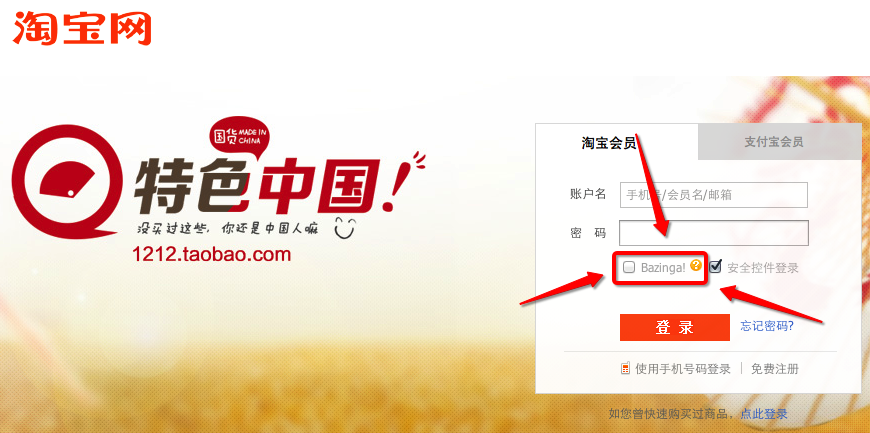 淘宝网
国货 MADE IN CHINA
特色中国!
没买过这些, 你还是中国人嘛
1212.taobao.com
淘宝会员 支付宝会员
账户名 手机号/会员名/邮箱
密 码
Bazinga! ? 安全控件登录
登 录 忘记密码?
使用手机号码登录 | 免费注册
如您曾快速购买过商品、点此登录